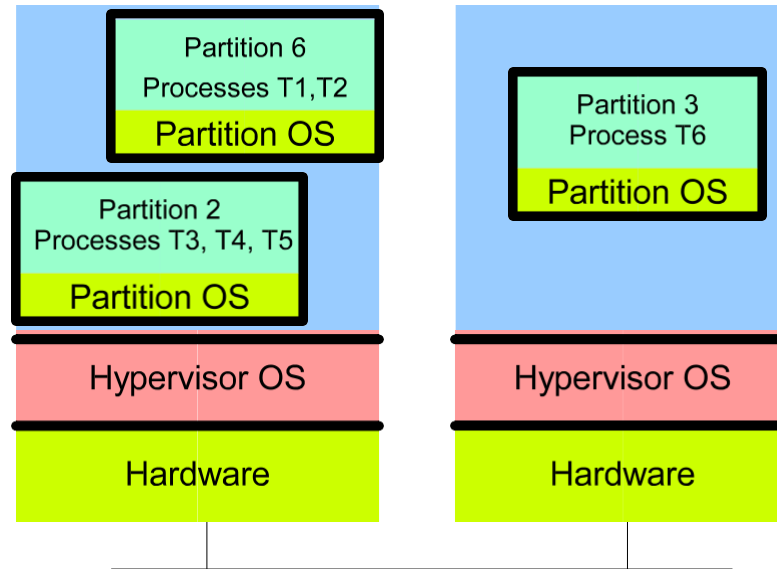 Partition 6
Processes T1,T2
Partition OS
Partition 2
Processes T3, T4, T5
Partition OS
Hypervisor OS
Hardware
Partition 3
Process T6
Partition OS
Hypervisor OS
Hardware